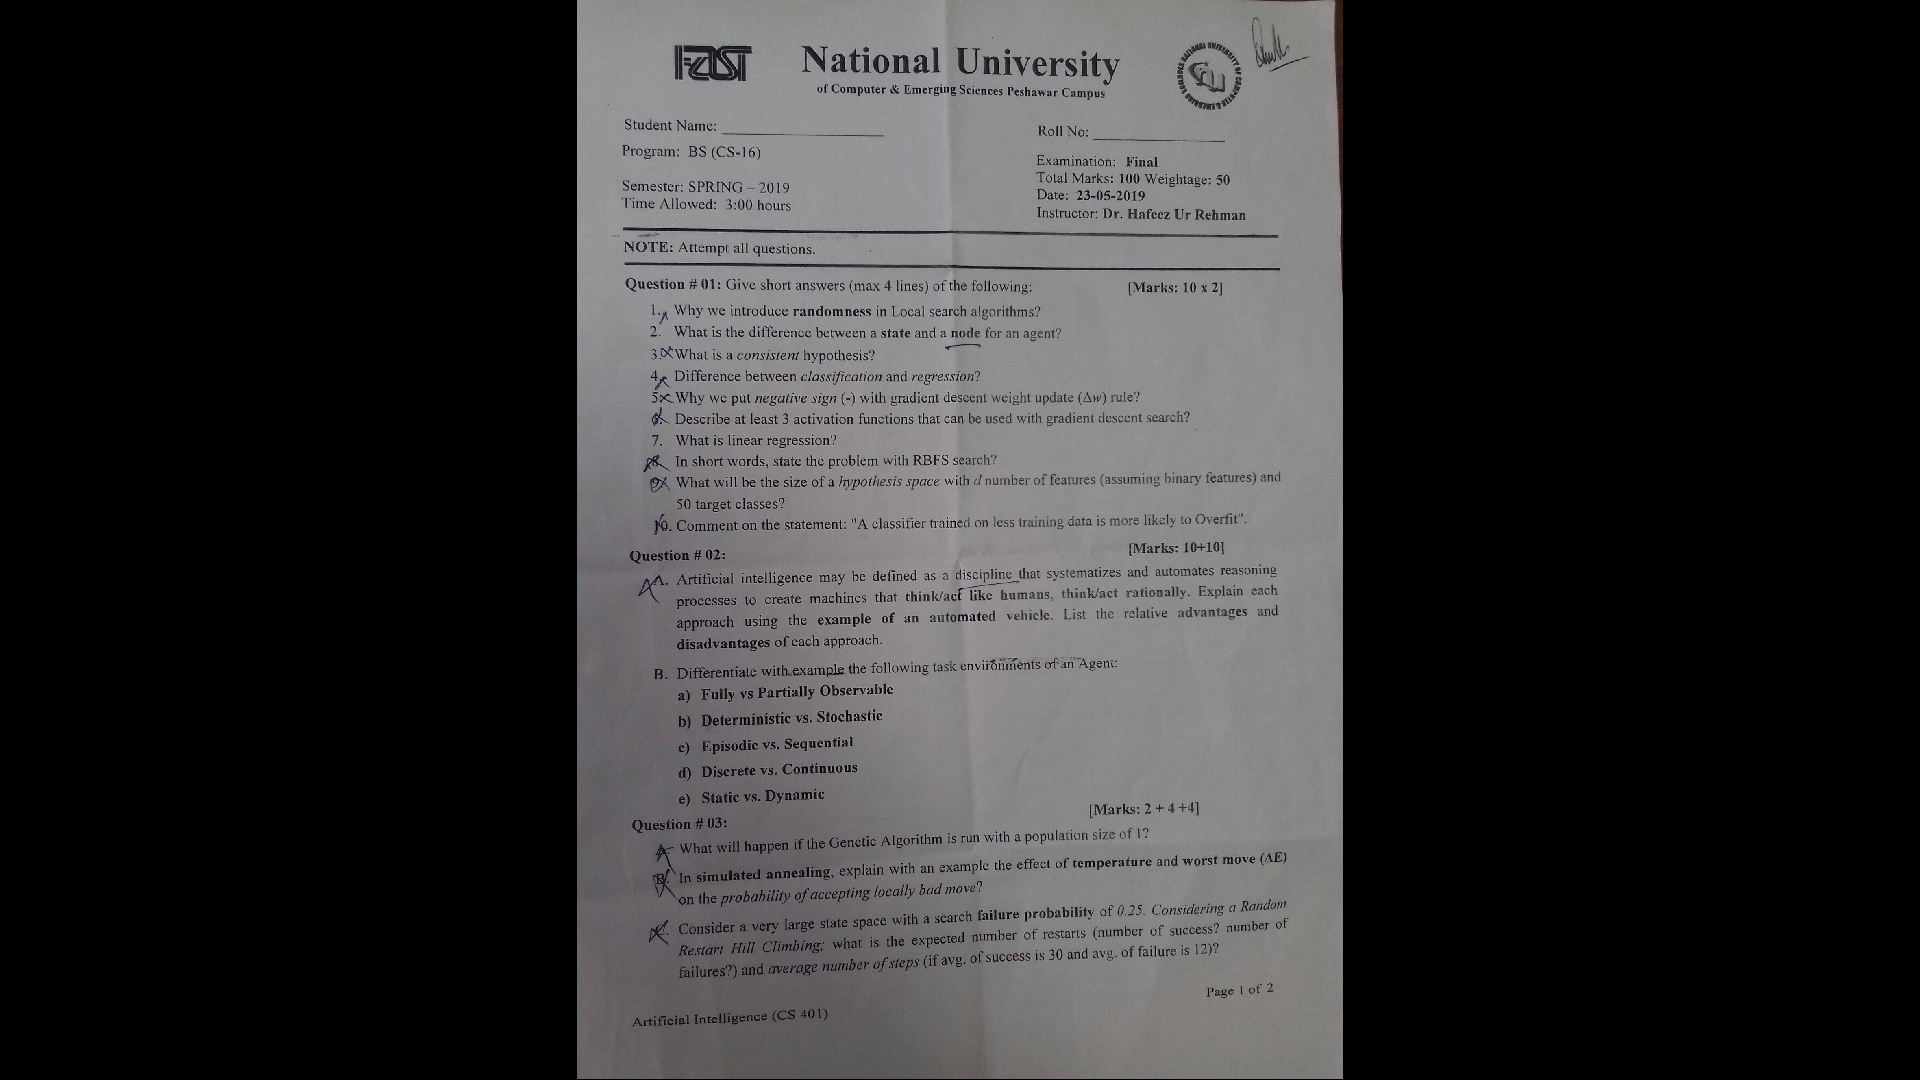 FAST National University
of Computer & Emerging Sciences Peshawar Campus
Student Name:
Roll No:
Program: BS (CS-16)
Examination: Final
Total Marks: 100 Weightage: 50
Semester: SPRING – 2019
Date: 23-05-2019
Time Allowed: 3:00 hours
Instructor: Dr. Hafeez Ur Rehman
NOTE: Attempt all questions.
Question # 01: Give short answers (max 4 lines) of the following: [Marks: 10 x 2]
1. Why we introduce randomness in Local search algorithms?
2. What is the difference between a state and a node for an agent?
3. What is a consistent hypothesis?
4. Difference between classification and regression?
5. Why we put negative sign (-) with gradient descent weight update (Δw) rule?
6. Describe at least 3 activation functions that can be used with gradient descent search?
7. What is linear regression?
8. In short words, state the problem with RBFS search?
9. What will be the size of a hypothesis space with d number of features (assuming binary features) and
50 target classes?
10. Comment on the statement: "A classifier trained on less training data is more likely to Overfit".
Question # 02: [Marks: 10+10]
A. Artificial intelligence may be defined as a discipline that systematizes and automates reasoning
processes to create machines that think/act like humans, think/act rationally. Explain each
approach using the example of an automated vehicle. List the relative advantages and
disadvantages of each approach.
B. Differentiate with example the following task environments of an Agent:
a) Fully vs Partially Observable
b) Deterministic vs. Stochastic
c) Episodic vs. Sequential
d) Discrete vs. Continuous
e) Static vs. Dynamic
Question # 03: [Marks: 2 + 4 +4]
A. What will happen if the Genetic Algorithm is run with a population size of 1?
B. In simulated annealing, explain with an example the effect of temperature and worst move (ΔE)
on the probability of accepting locally bad move?
C. Consider a very large state space with a search failure probability of 0.25. Considering a Random
Restart Hill Climbing; what is the expected number of restarts (number of success? number of
failures?) and average number of steps (if avg. of success is 30 and avg. of failure is 12)?
Page 1 of 2
Artificial Intelligence (CS 401)